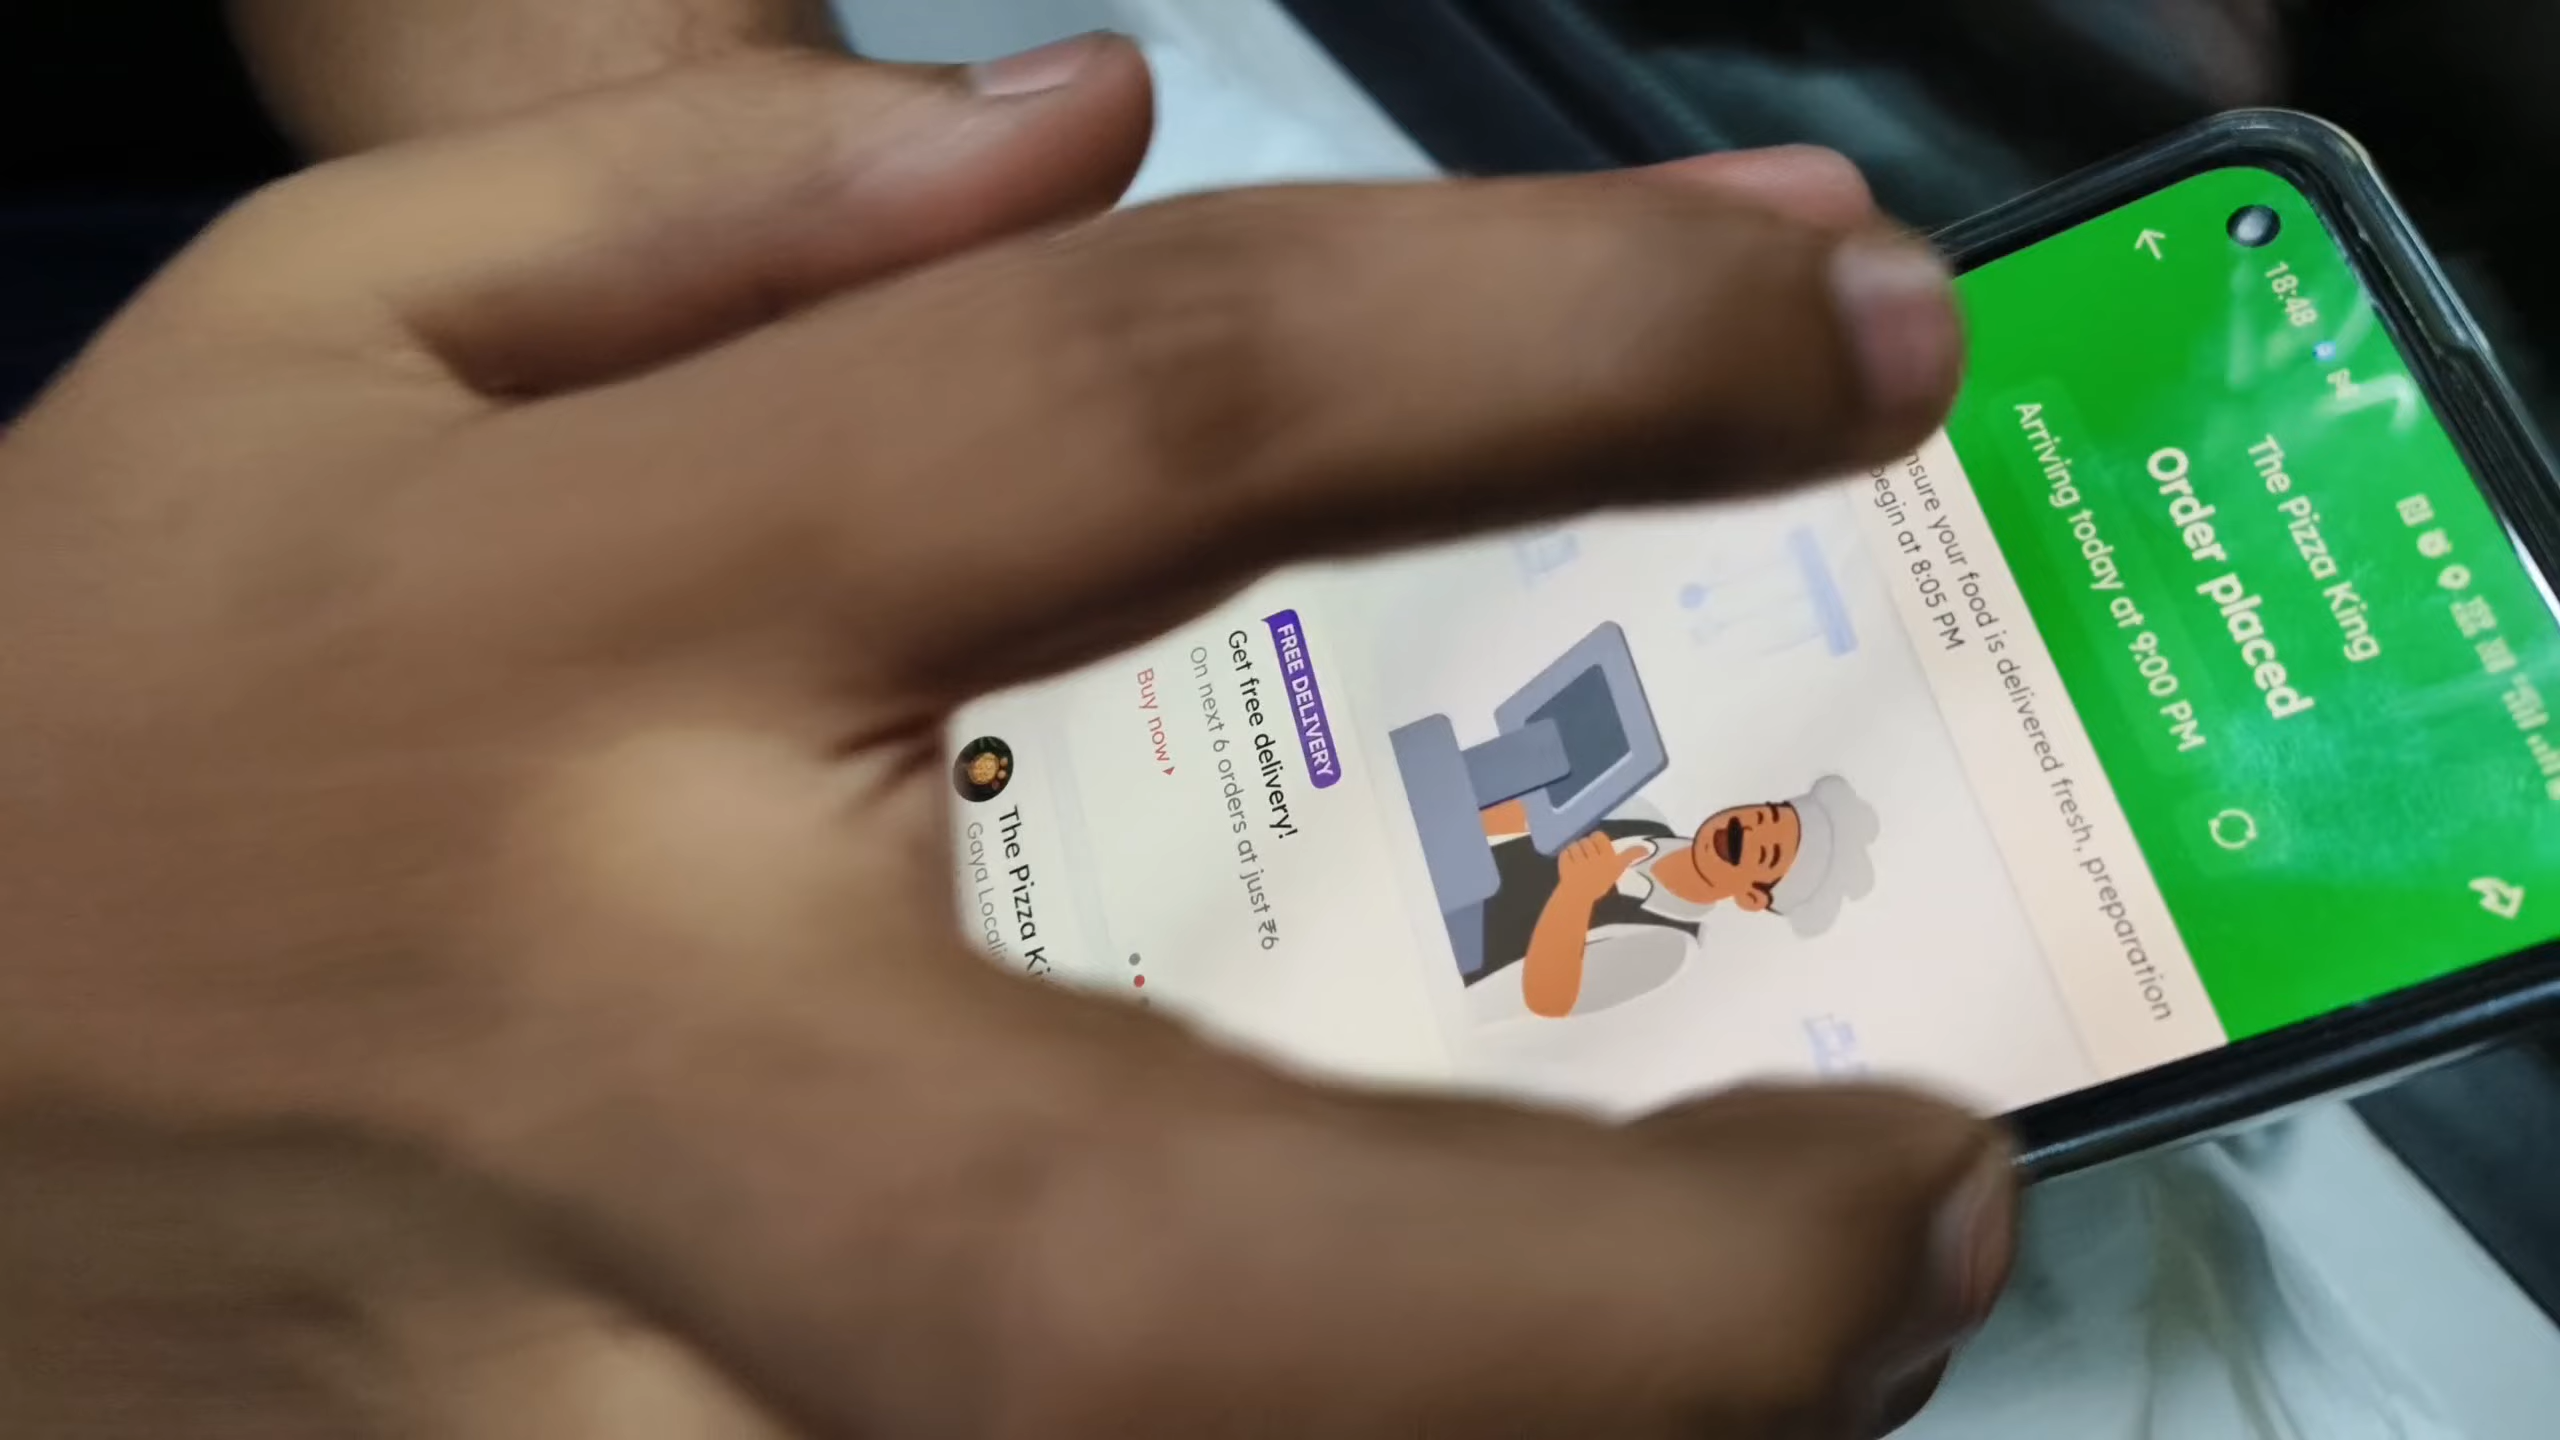 18:48
The Pizza King
Order placed
Arriving today at 9:00 PM
nsure your food is delivered fresh, preparation
begin at 8:05 PM
FREE DELIVERY
Get free delivery!
On next 6 orders at just ₹6
Buy now
The Pizza Ki
Gaya Locali